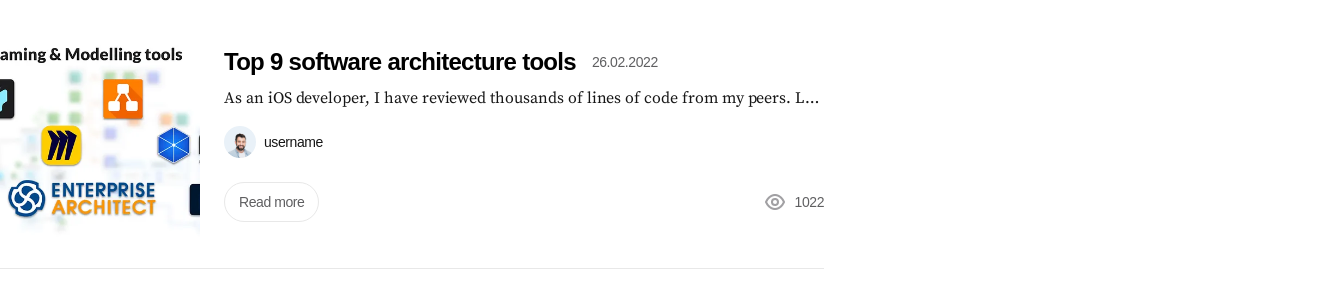 aming & Modelling tools
ENTERPRISE
ARCHITECT
Top 9 software architecture tools 26.02.2022
As an iOS developer, I have reviewed thousands of lines of code from my peers. L...
username
Read more
1022